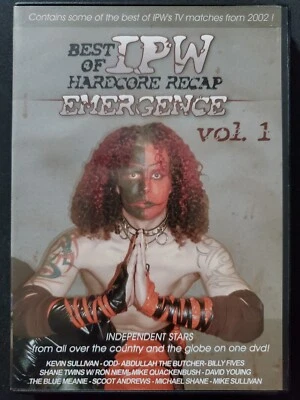 Contains some of the best of IPW's TV matches from 2002 !
BEST OF IPW
HARDCORE RECAP
EMERGENCE
vol. 1
INDEPENDENT STARS
from all over the country and the globe on one dvd!
KEVIN SULLIVAN - ODD- ABDULLAH THE BUTCHER- BILLY FIVES
SHANE TWINS W/ RON NIEMI- MIKE QUACKENBUSH - DAVID YOUNG
THE BLUE MEANIE - SCOOT ANDREWS - MICHAEL SHANE - MIKE SULLIVAN